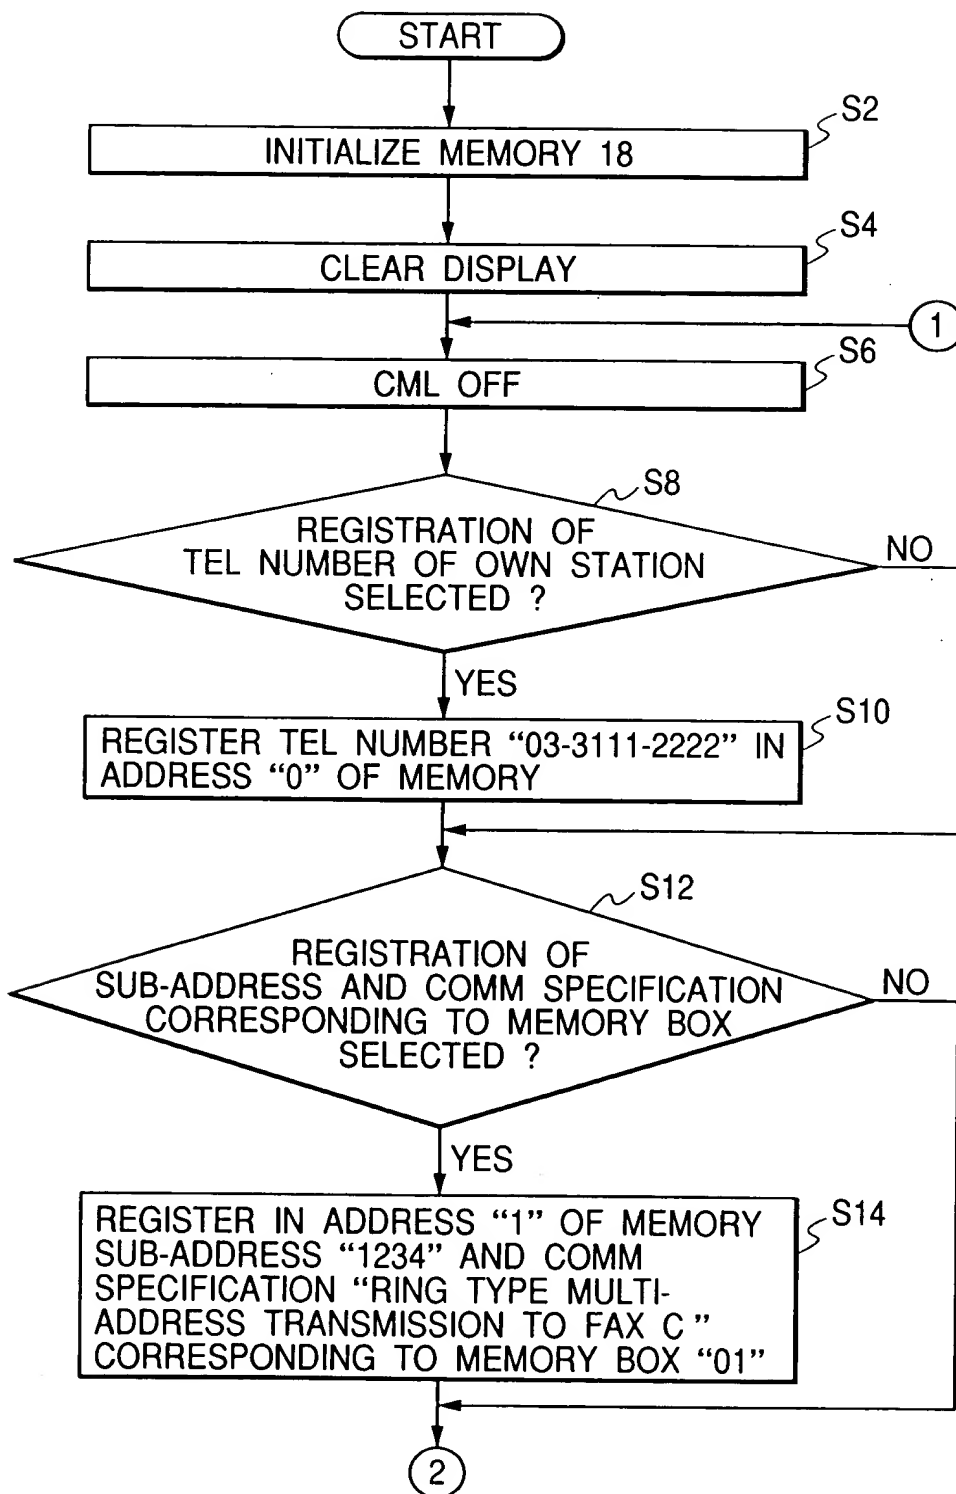 START
S2
INITIALIZE MEMORY 18
S4
CLEAR DISPLAY
1
S6
CML OFF
S8
REGISTRATION OF
TEL NUMBER OF OWN STATION
SELECTED ?
NO
YES
S10
REGISTER TEL NUMBER “03-3111-2222” IN
ADDRESS “0” OF MEMORY
S12
REGISTRATION OF
SUB-ADDRESS AND COMM SPECIFICATION
CORRESPONDING TO MEMORY BOX
SELECTED ?
NO
YES
S14
REGISTER IN ADDRESS “1” OF MEMORY
SUB-ADDRESS “1234” AND COMM
SPECIFICATION “RING TYPE MULTI-
ADDRESS TRANSMISSION TO FAX C ”
CORRESPONDING TO MEMORY BOX “01”
2